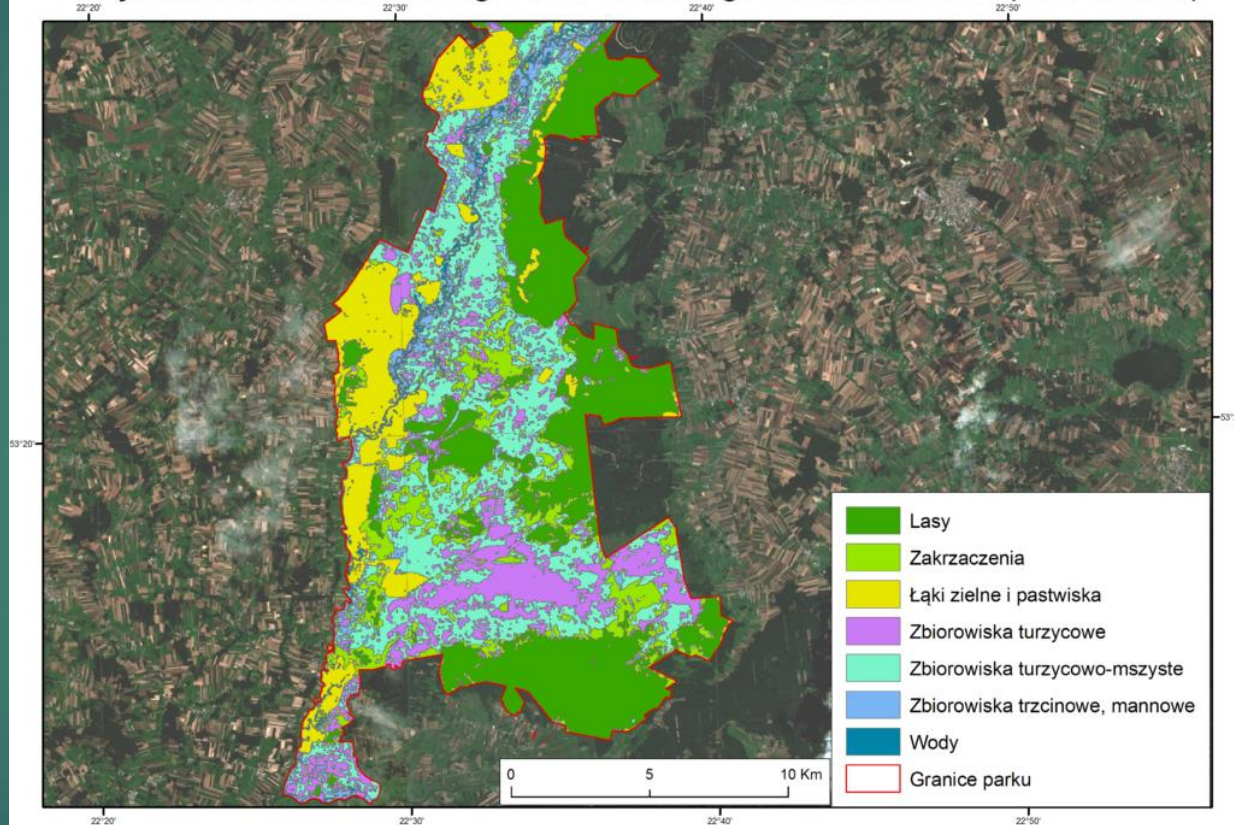 22°20'
22°30'
22°40'
22°50'
53°20'
Lasy
Zakrzaczenia
Łąki zielne i pastwiska
Zbiorowiska turzycowe
Zbiorowiska turzycowo-mszyste
Zbiorowiska trzcinowe, mannowe
Wody
Granice parku
0 5 10 Km
22°20' 22°30' 22°40' 22°50'